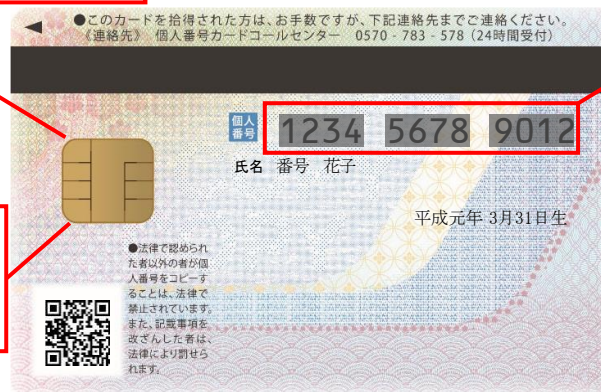 ●このカードを拾得された方は、お手数ですが、下記連絡先までご連絡ください。
《連絡先》 個人番号カードコールセンター 0570-783-578 (24時間受付)
個人番号 1234 5678 9012
氏名 番号 花子
平成元年 3月31日生
●法律で認められ
た者以外の者が個
人番号をコピーす
ることは、法律で
禁止されています。
また、記載事項を
改ざんした者は、
法律により罰せら
れます。